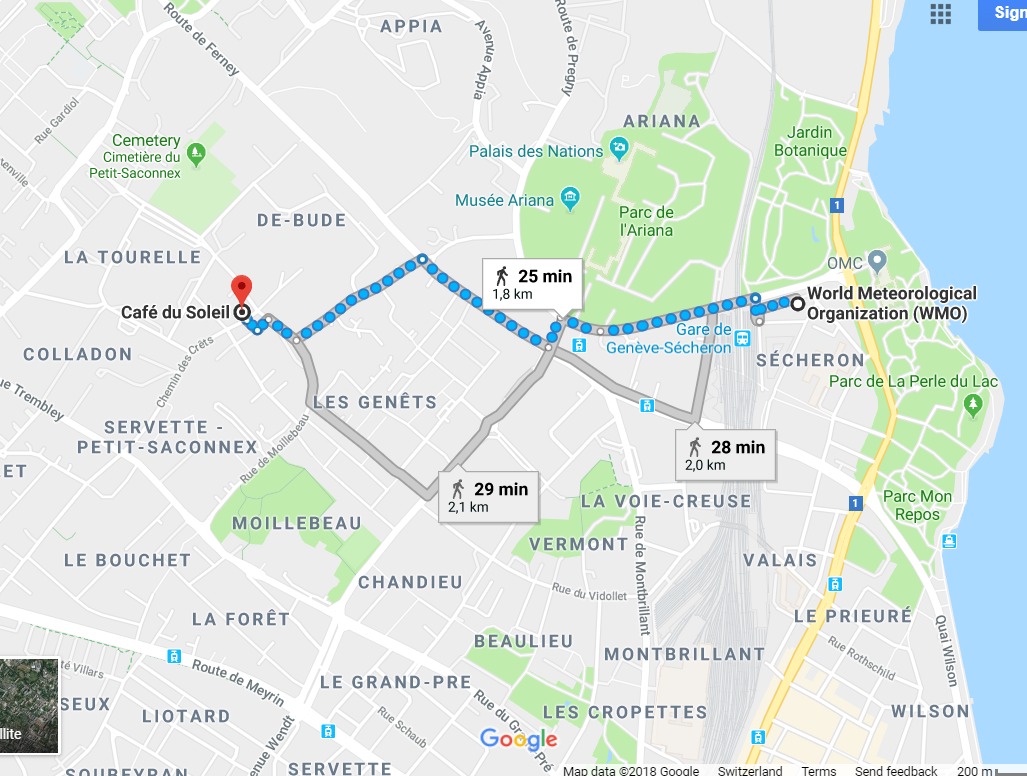 Sign
APPIA
Route de Ferney
Avenue Appia
Route de Pregny
Rue Gardiol
ARIANA
Jardin
Botanique
Cemetery
Cimetière du
Petit-Saconnex
Palais des Nations
Musée Ariana
1
DE-BUDE
Parc de
l'Ariana
LA TOURELLE
OMC
25 min
1,8 km
World Meteorological
Organization (WMO)
Café du Soleil
Gare de
Genève-Sécheron
SÉCHERON
COLLADON
Chemin des Crêts
Parc de La Perle du Lac
LES GENÊTS
SERVETTE -
PETIT-SACONNEX
Rue de Moillebeau
28 min
2,0 km
29 min
2,1 km
LA VOIE-CREUSE
1
Parc Mon
Repos
MOILLEBEAU
VERMONT
Rue de Montbrillant
LE BOUCHET
VALAIS
CHANDIEU
Rue du Vidollet
LA FORÊT
LE PRIEURÉ
BEAULIEU
Quai Wilson
MONTBRILLANT
Rue Rothschild
Route de Meyrin
LE GRAND-PRE
Rue du Grand Pré
LIOTARD
Rue Schaub
LES CROPETTES
WILSON
llite
Google
SERVETTE
Map data ©2018 Google
Switzerland
Terms
Send feedback
200 m